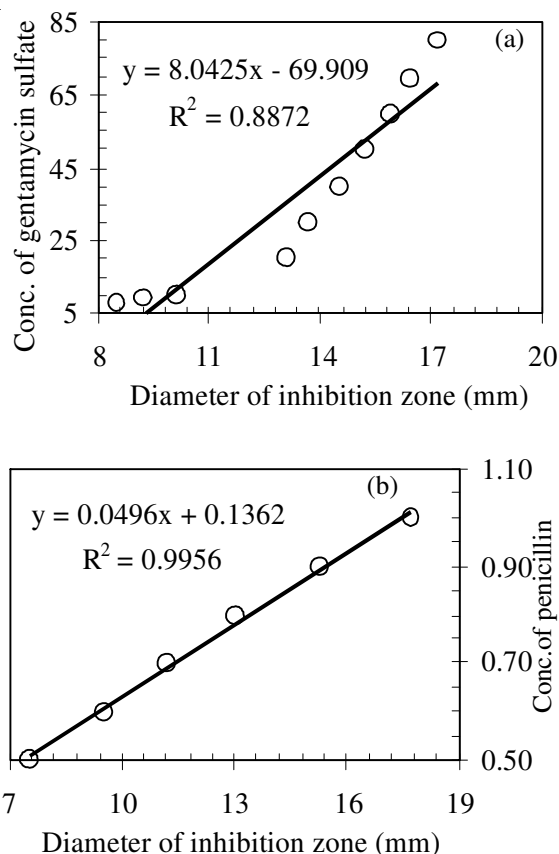 85
(a)
y = 8.0425x - 69.909
R² = 0.8872
65
45
25
5
Conc. of gentamycin sulfate
8 11 14 17 20
Diameter of inhibition zone (mm)
1.10
(b)
y = 0.0496x + 0.1362
R² = 0.9956
0.90
0.70
0.50
Conc.of penicillin
7 10 13 16 19
Diameter of inhibition zone (mm)